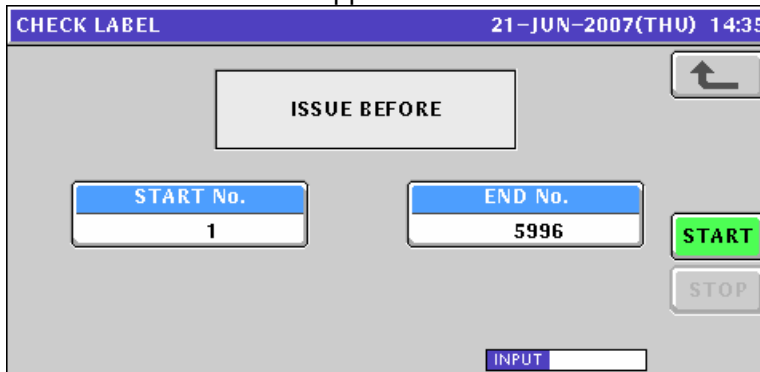 CHECK LABEL 21-JUN-2007(THU) 14:35
ISSUE BEFORE
START No. END No.
1 5996
START
STOP
INPUT